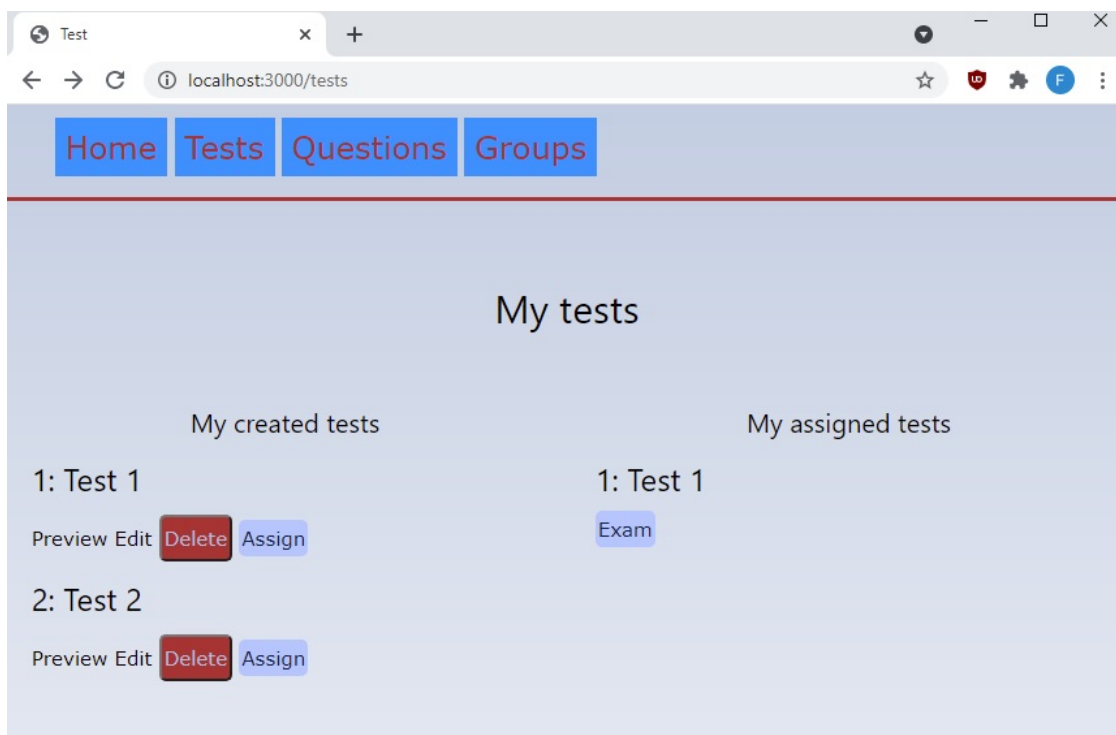 Test
localhost:3000/tests
F
Home Tests Questions Groups
My tests
My created tests
1: Test 1
Preview Edit Delete Assign
2: Test 2
Preview Edit Delete Assign
My assigned tests
1: Test 1
Exam